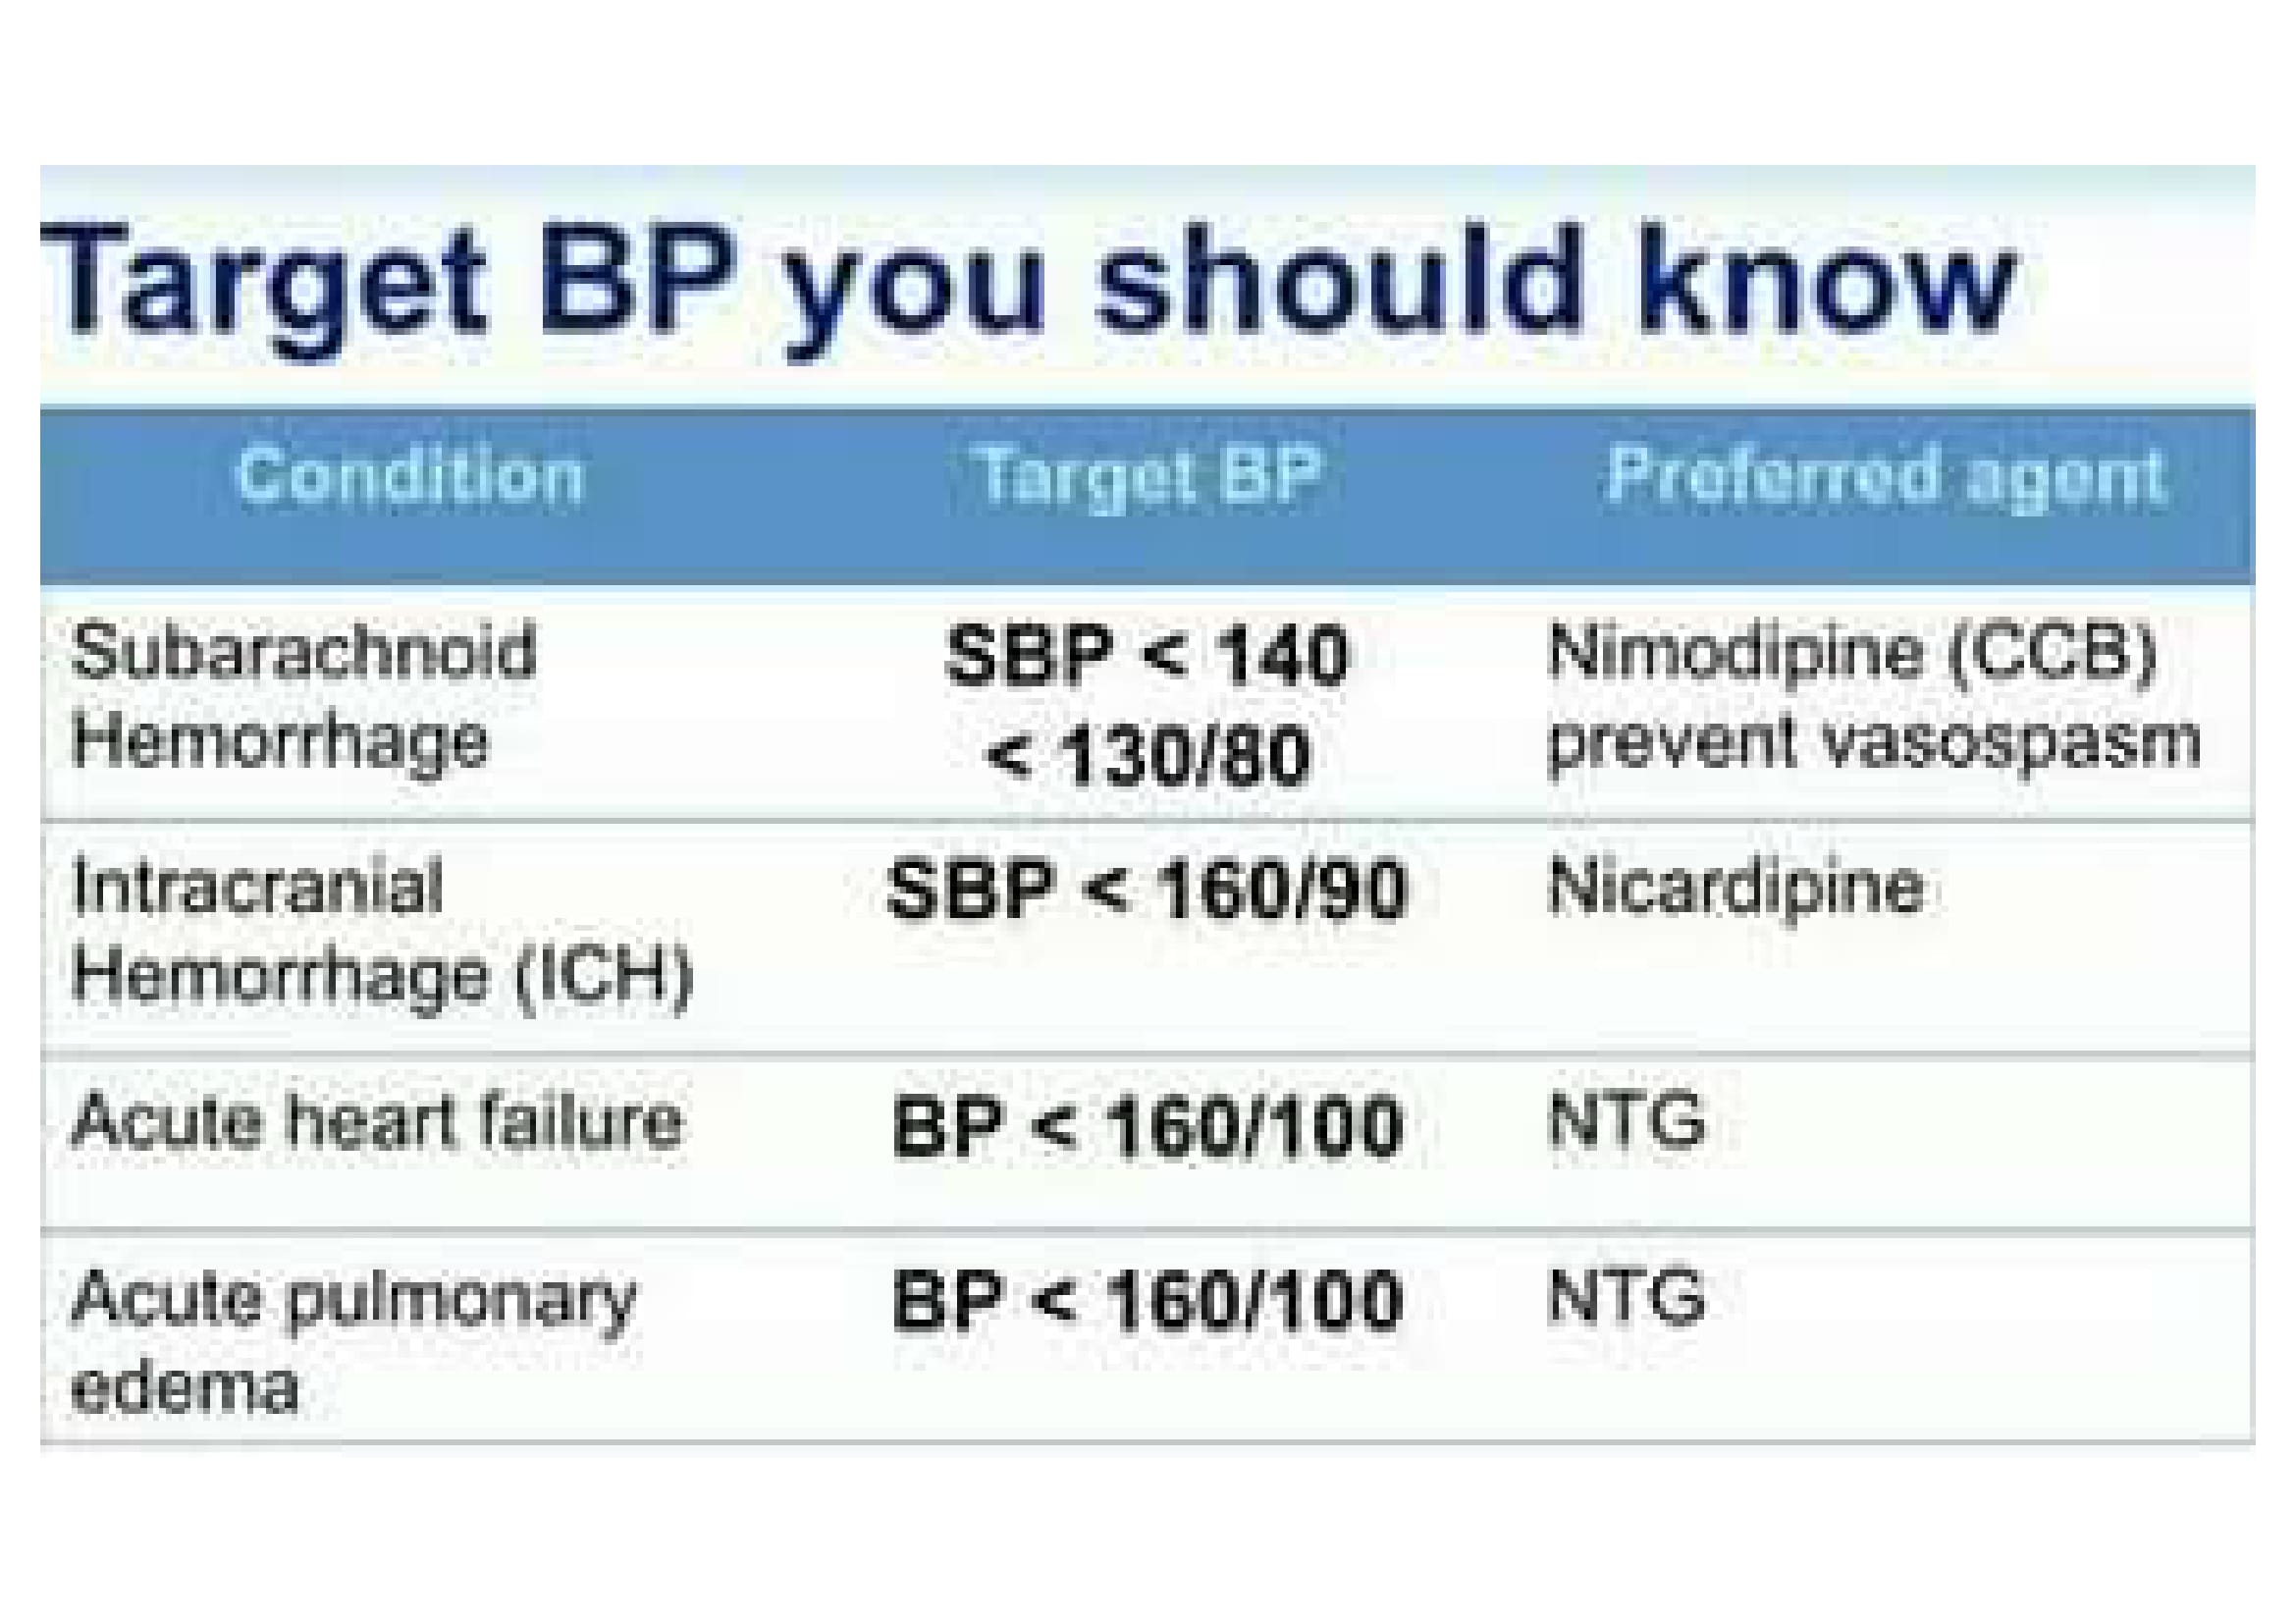 Target BP you should know
Condition Target BP Preferred agent
Subarachnoid Hemorrhage SBP < 140 < 130/80 Nimodipine (CCB) prevent vasospasm
Intracranial Hemorrhage (ICH) SBP < 160/90 Nicardipine
Acute heart failure BP < 160/100 NTG
Acute pulmonary edema BP < 160/100 NTG